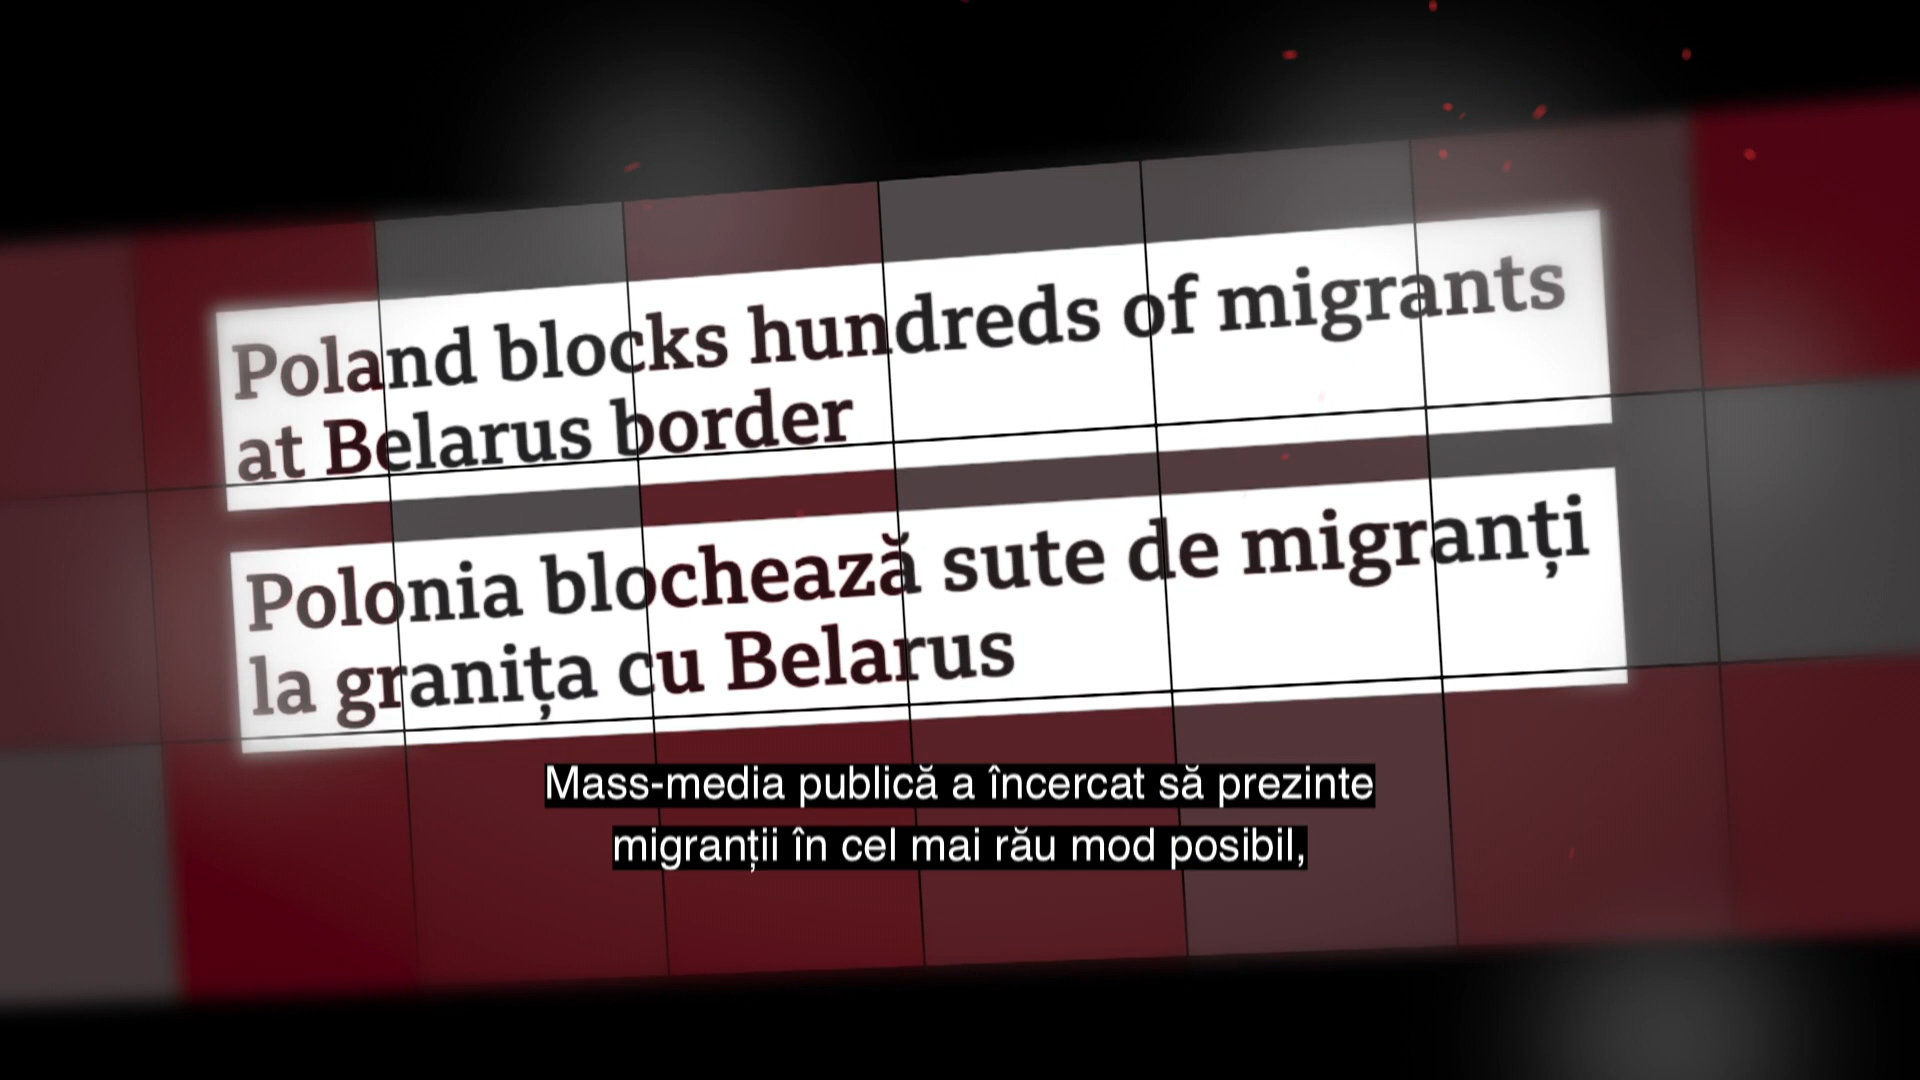 Poland blocks hundreds of migrants
at Belarus border
Polonia blochează sute de migranți
la granița cu Belarus
Mass-media publică a încercat să prezinte
migranții în cel mai rău mod posibil,